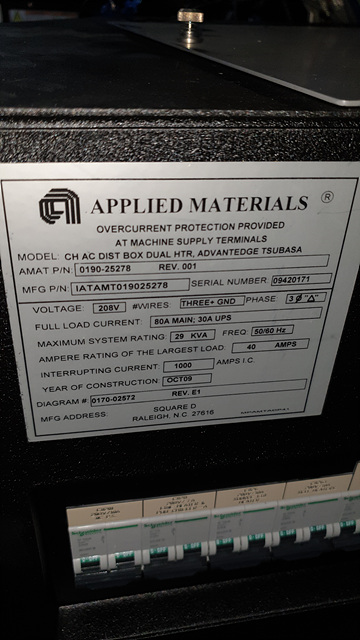 APPLIED MATERIALS ®
OVERCURRENT PROTECTION PROVIDED
AT MACHINE SUPPLY TERMINALS
MODEL: CH AC DIST BOX DUAL HTR, ADVANTEDGE TSUBASA
AMAT P/N: 0190-25278 REV. 001
MFG P/N: IATAMT019025278 SERIAL NUMBER: 09420171
VOLTAGE: 208V #WIRES: THREE+ GND PHASE 3 Ø "Δ"
FULL LOAD CURRENT: 80A MAIN; 30A UPS
MAXIMUM SYSTEM RATING: 29 KVA FREQ: 50/60 Hz
AMPERE RATING OF THE LARGEST LOAD: 40 AMPS
INTERRUPTING CURRENT: 1000 AMPS I.C.
YEAR OF CONSTRUCTION: OCT09
DIAGRAM # 0170-02572 REV. E1
MFG ADDRESS: SQUARE D
RALEIGH, N.C 27616